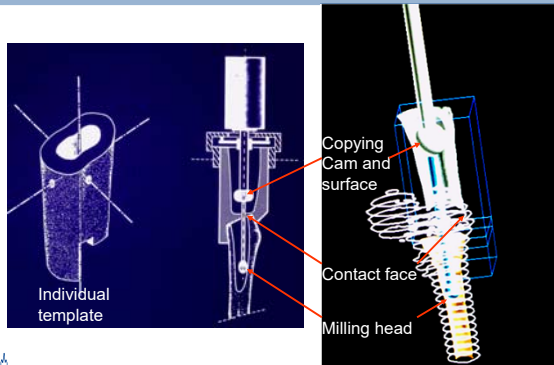 Copying
Cam and
surface
Contact face
Individual
template
Milling head